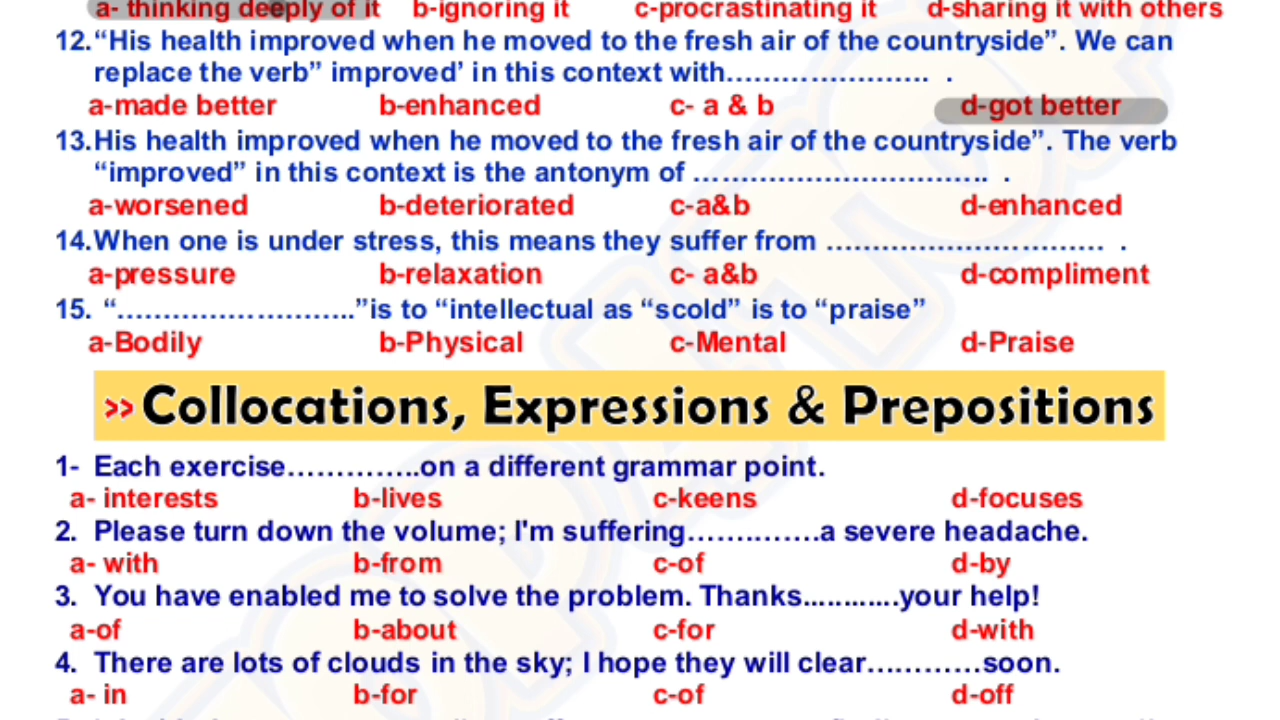 a- thinking deeply of it b-ignoring it c-procrastinating it d-sharing it with others
12.“His health improved when he moved to the fresh air of the countryside”. We can
replace the verb” improved’ in this context with…………………. .
a-made better b-enhanced c- a & b d-got better
13.His health improved when he moved to the fresh air of the countryside”. The verb
“improved” in this context is the antonym of ………………………….. .
a-worsened b-deteriorated c-a&b d-enhanced
14.When one is under stress, this means they suffer from ………………………… .
a-pressure b-relaxation c- a&b d-compliment
15. “……………………..”is to “intellectual as “scold” is to “praise”
a-Bodily b-Physical c-Mental d-Praise
>> Collocations, Expressions & Prepositions
1- Each exercise…………..on a different grammar point.
a- interests b-lives c-keens d-focuses
2. Please turn down the volume; I'm suffering…………..a severe headache.
a- with b-from c-of d-by
3. You have enabled me to solve the problem. Thanks............your help!
a-of b-about c-for d-with
4. There are lots of clouds in the sky; I hope they will clear…………soon.
a- in b-for c-of d-off